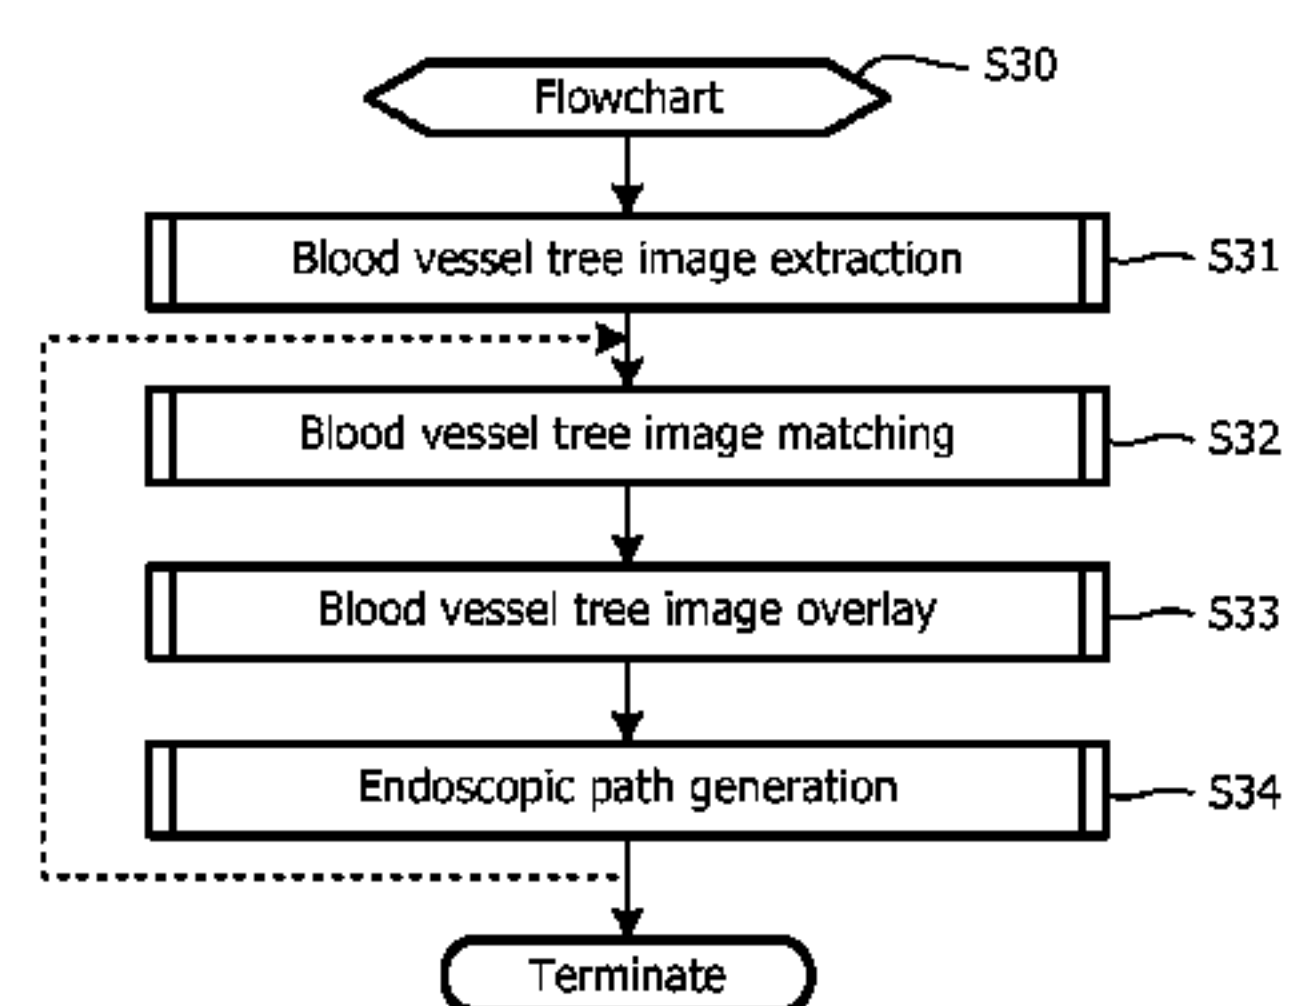 Flowchart
S30
Blood vessel tree image extraction
S31
Blood vessel tree image matching
S32
Blood vessel tree image overlay
S33
Endoscopic path generation
S34
Terminate